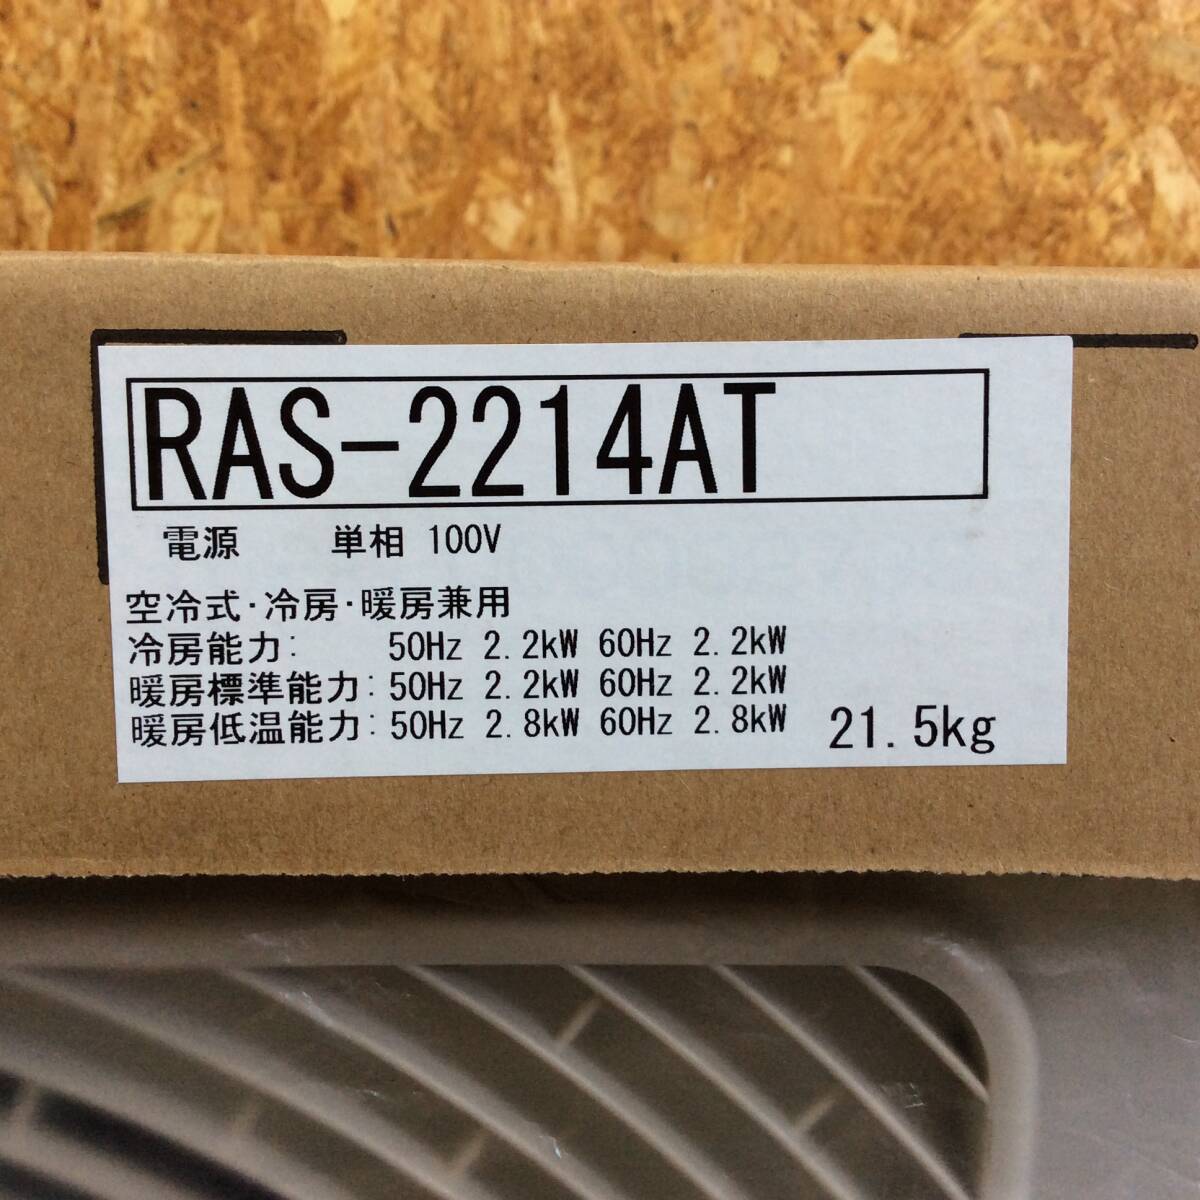 RAS-2214AT
電源 単相 100V
空冷式・冷房・暖房兼用
冷房能力: 50Hz 2.2kW 60Hz 2.2kW
暖房標準能力: 50Hz 2.2kW 60Hz 2.2kW
暖房低温能力: 50Hz 2.8kW 60Hz 2.8kW
21.5kg